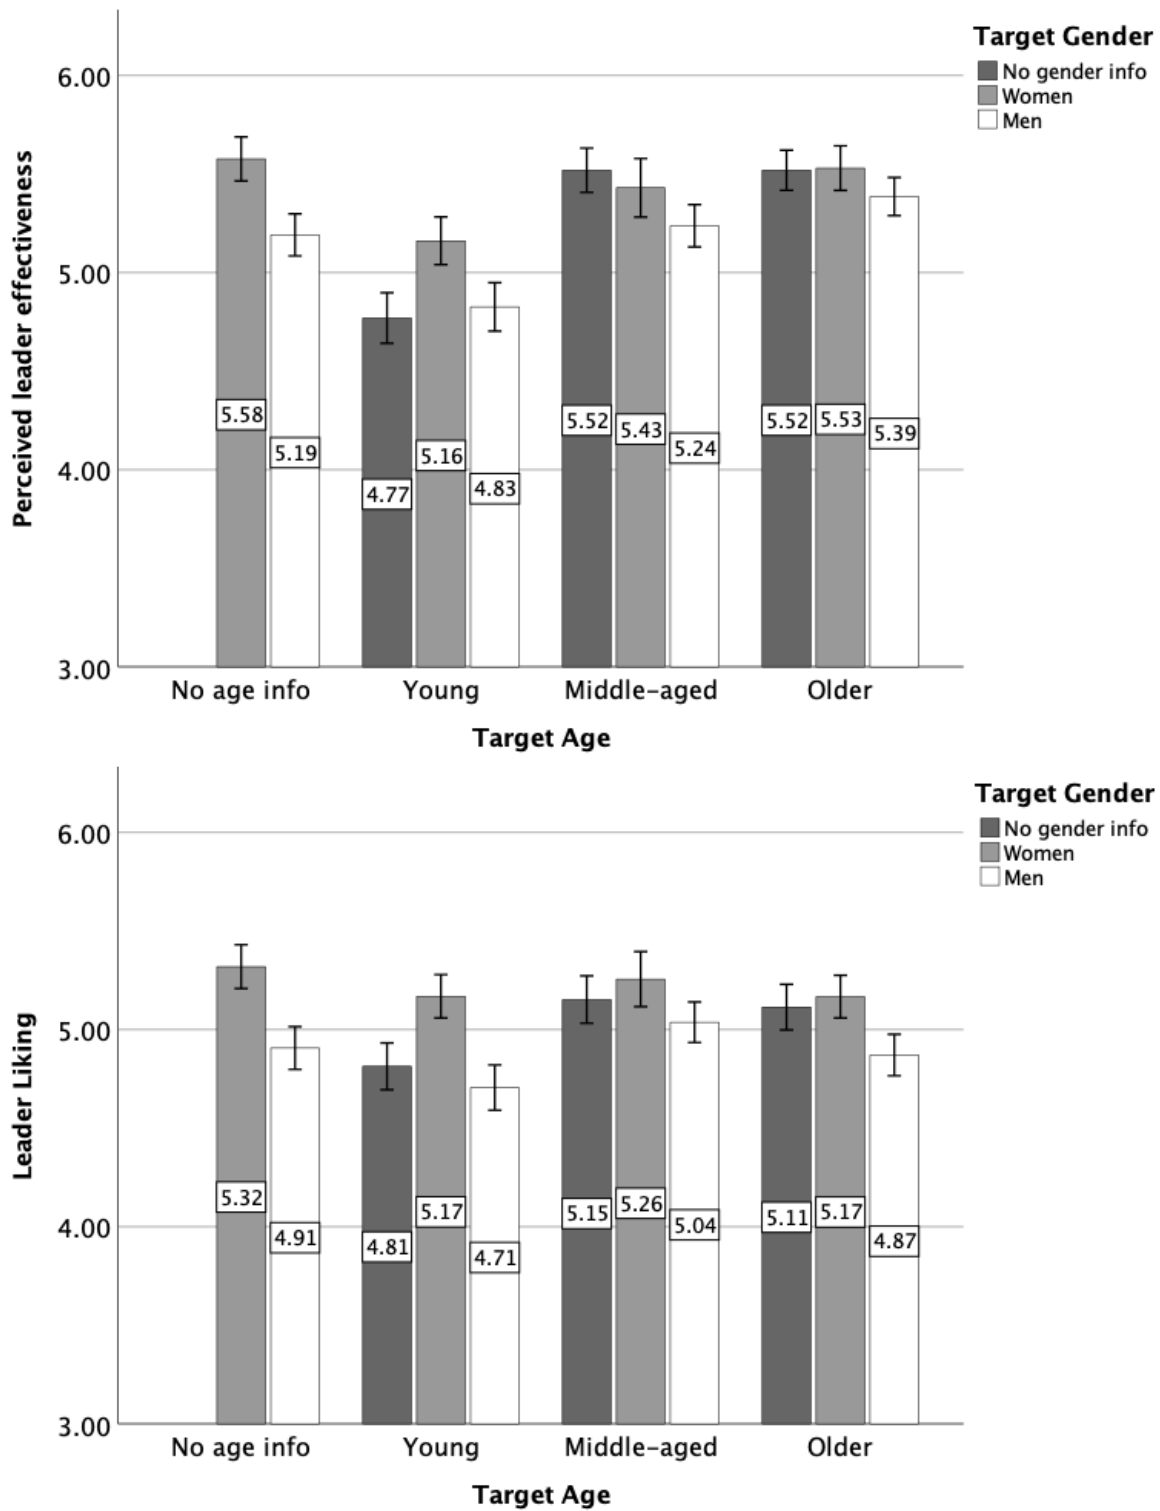 Target Gender
No gender info
Women
Men
Perceived leader effectiveness
6.00
5.00
4.00
3.00
5.58
5.19
4.77
5.16
4.83
5.52
5.43
5.24
5.52
5.53
5.39
No age info
Young
Middle-aged
Older
Target Age
Target Gender
No gender info
Women
Men
Leader Liking
6.00
5.00
4.00
3.00
5.32
4.91
4.81
5.17
4.71
5.15
5.26
5.04
5.11
5.17
4.87
No age info
Young
Middle-aged
Older
Target Age